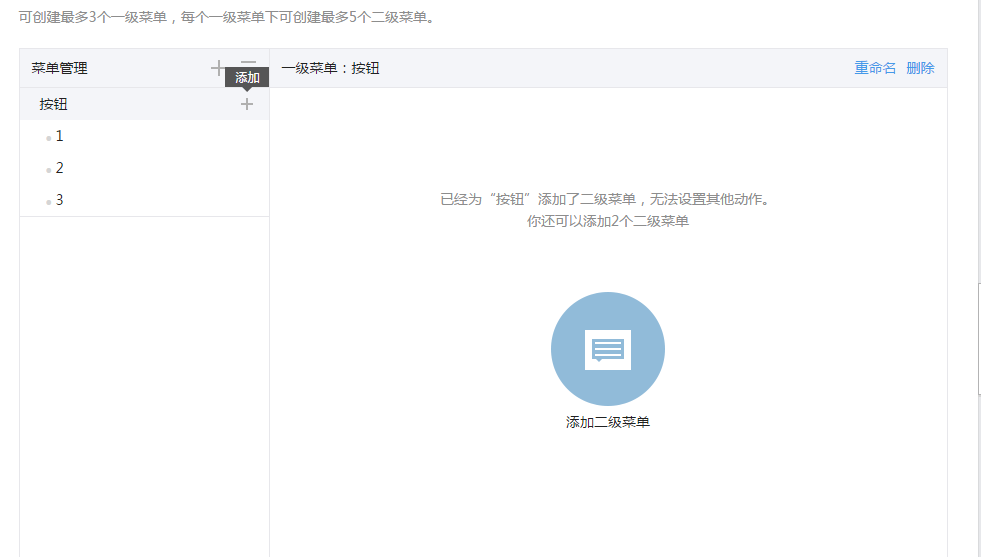 可创建最多3个一级菜单，每个一级菜单下可创建最多5个二级菜单。
菜单管理
添加
一级菜单：按钮
重命名 删除
按钮
1
2
3
已经为“按钮”添加了二级菜单，无法设置其他动作。
你还可以添加2个二级菜单
添加二级菜单